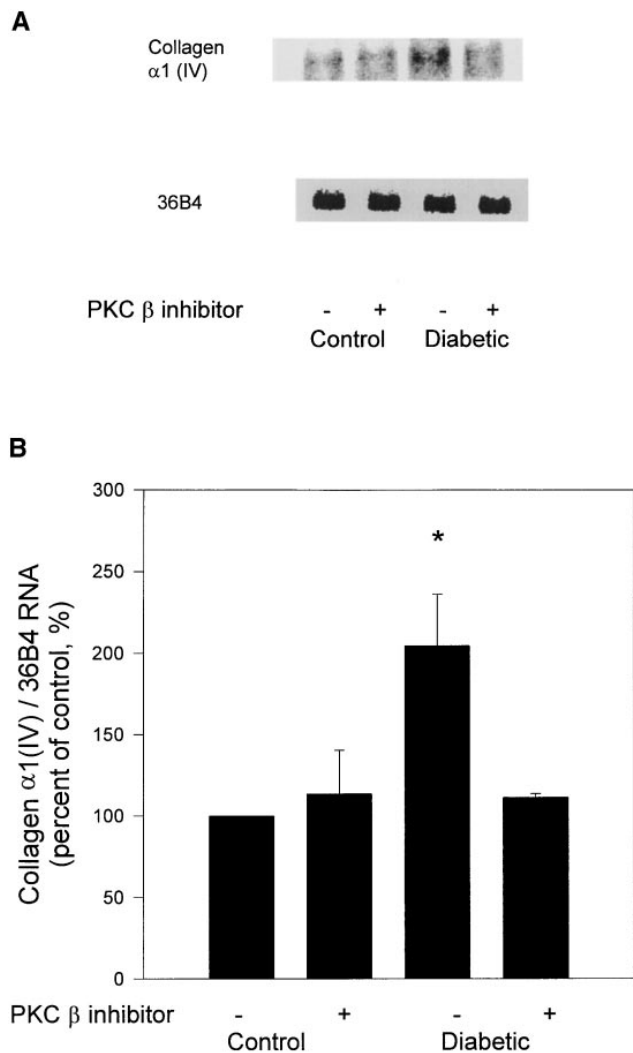 A
Collagen
α1 (IV)
36B4
PKC β inhibitor - + - +
Control Diabetic
B
300
250
200
150
100
50
0
*
Collagen α1(IV) / 36B4 RNA
(percent of control, %)
PKC β inhibitor - + - +
Control Diabetic